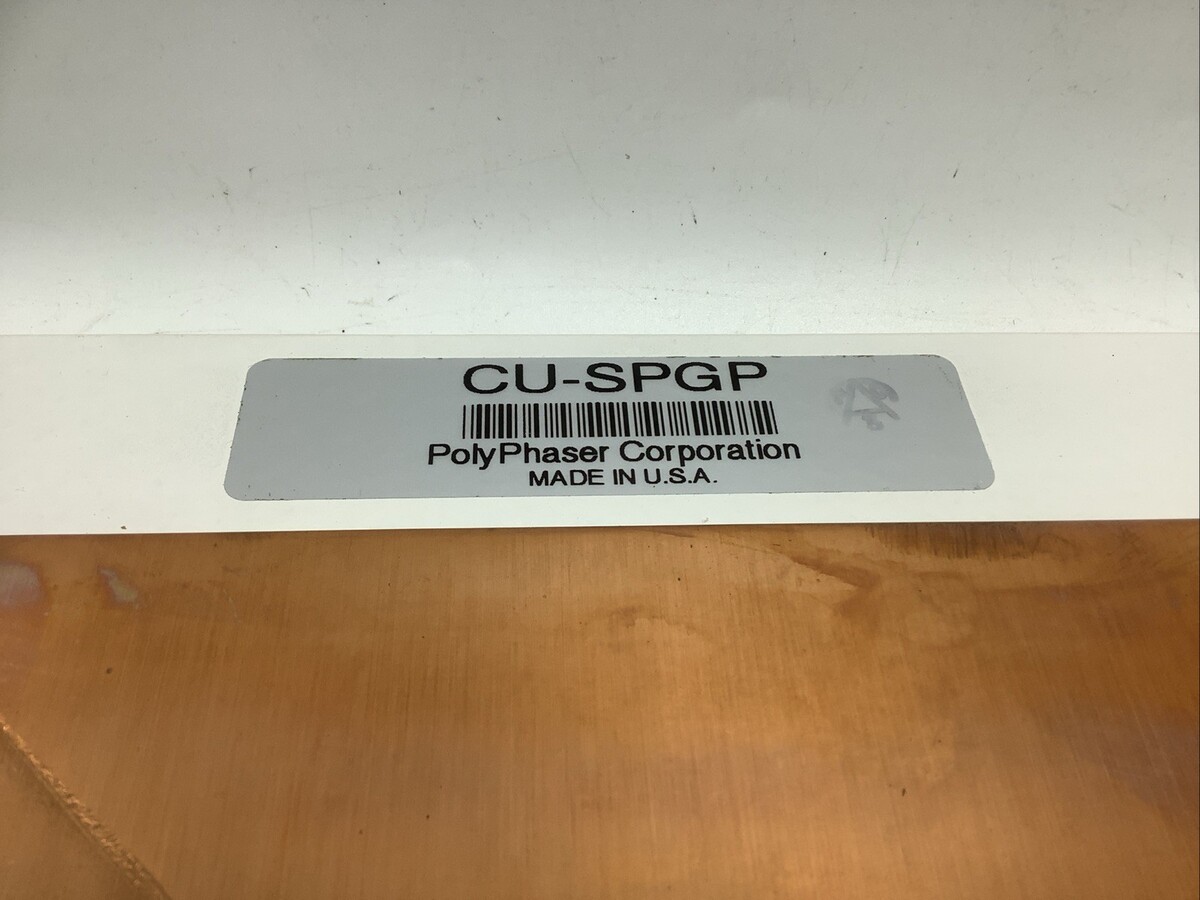 CU-SPGP
PolyPhaser Corporation
MADE IN U.S.A.